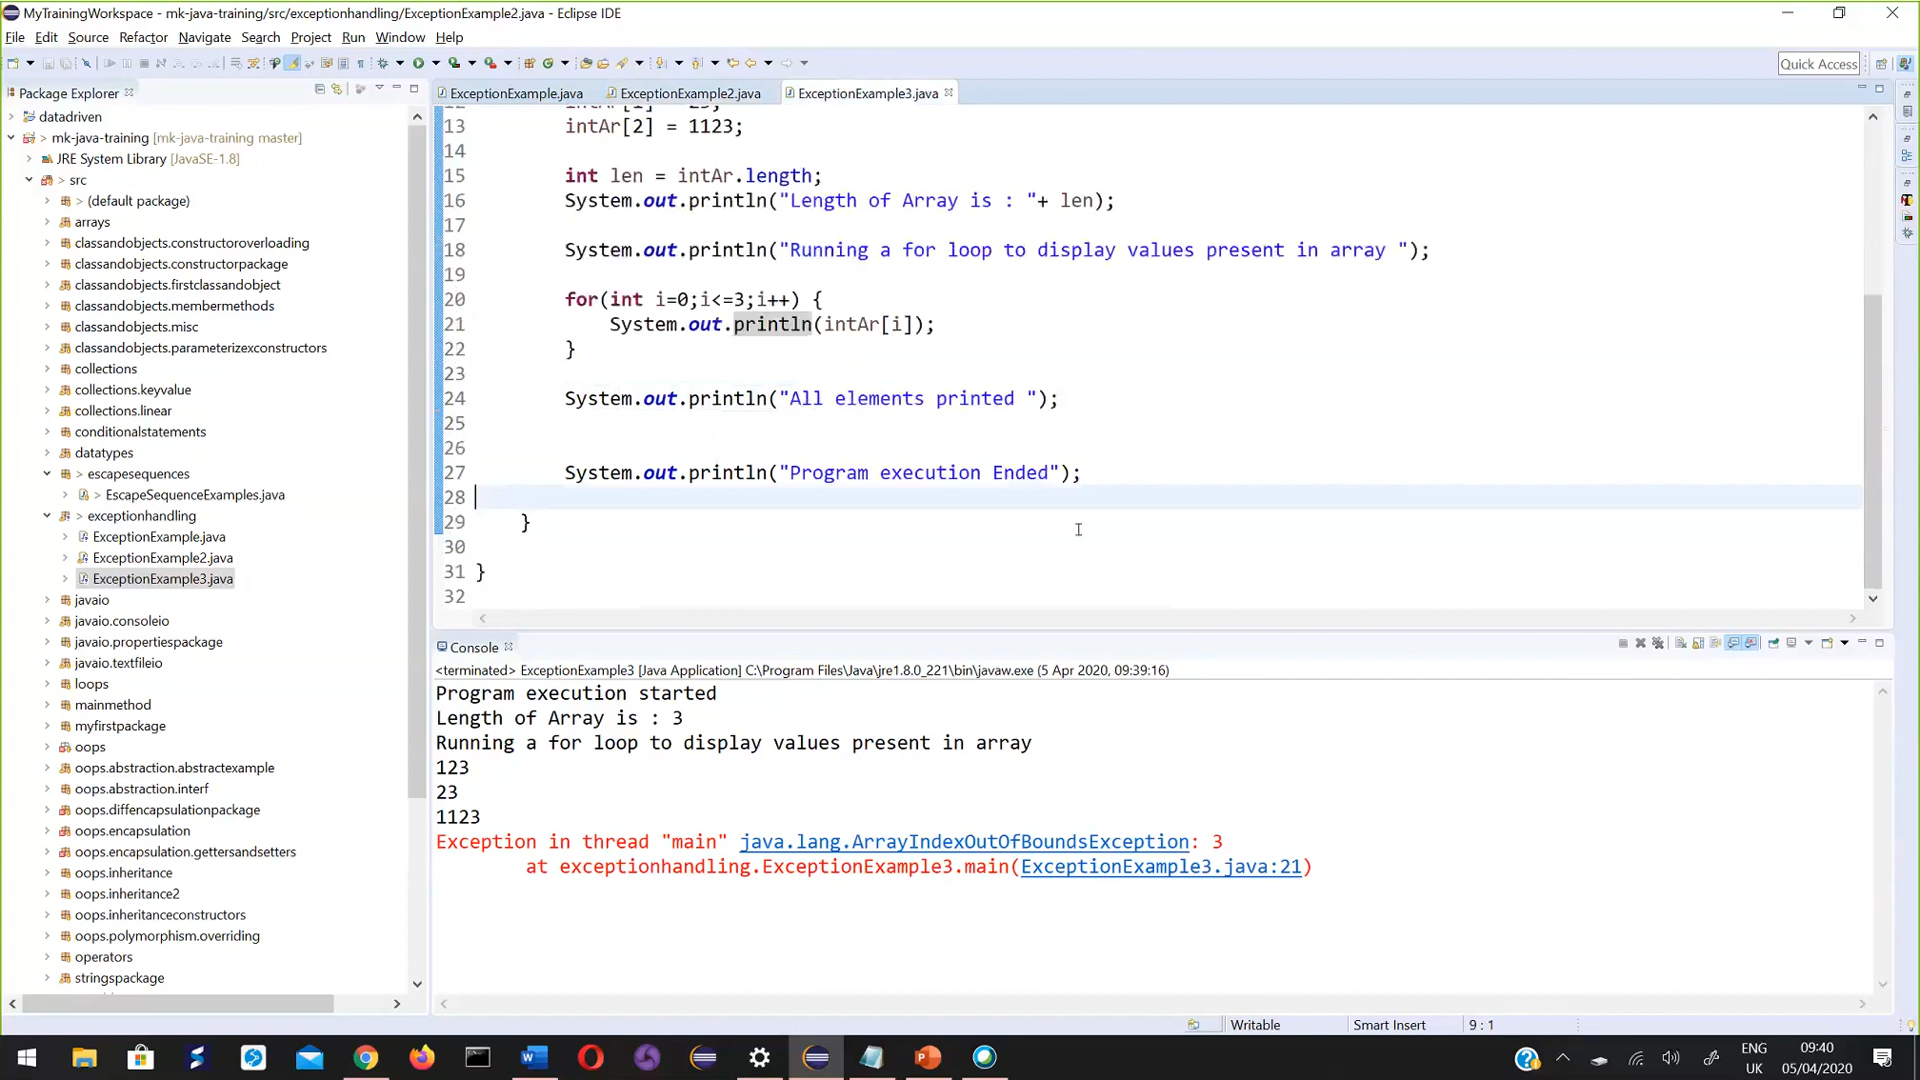 MyTrainingWorkspace - mk-java-training/src/exceptionhandling/ExceptionExample2.java - Eclipse IDE
File Edit Source Refactor Navigate Search Project Run Window Help
Quick Access
Package Explorer
datadriven
mk-java-training [mk-java-training master]
JRE System Library [JavaSE-1.8]
> src
> (default package)
arrays
classandobjects.constructoroverloading
classandobjects.constructorpackage
classandobjects.firstclassandobject
classandobjects.membermethods
classandobjects.misc
classandobjects.parameterizexconstructors
collections
collections.keyvalue
collections.linear
conditionalstatements
datatypes
> escapesequences
> EscapeSequenceExamples.java
> exceptionhandling
ExceptionExample.java
ExceptionExample2.java
ExceptionExample3.java
javaio
javaio.consoleio
javaio.propertiespackage
javaio.textfileio
loops
mainmethod
myfirstpackage
oops
oops.abstraction.abstractexample
oops.abstraction.interf
oops.diffencapsulationpackage
oops.encapsulation
oops.encapsulation.gettersandsetters
oops.inheritance
oops.inheritance2
oops.inheritanceconstructors
oops.polymorphism.overriding
operators
stringspackage
ExceptionExample.java ExceptionExample2.java ExceptionExample3.java
13 intAr[2] = 1123;
14
15 int len = intAr.length;
16 System.out.println("Length of Array is : "+ len);
17
18 System.out.println("Running a for loop to display values present in array ");
19
20 for(int i=0;i<=3;i++) {
21 System.out.println(intAr[i]);
22 }
23
24 System.out.println("All elements printed ");
25
26
27 System.out.println("Program execution Ended");
28
29 }
30
31 }
32
Console
<terminated> ExceptionExample3 [Java Application] C:\Program Files\Java\jre1.8.0_221\bin\javaw.exe (5 Apr 2020, 09:39:16)
Program execution started
Length of Array is : 3
Running a for loop to display values present in array
123
23
1123
Exception in thread "main" java.lang.ArrayIndexOutOfBoundsException: 3
at exceptionhandling.ExceptionExample3.main(ExceptionExample3.java:21)
Writable Smart Insert 9 : 1
ENG
UK
09:40
05/04/2020